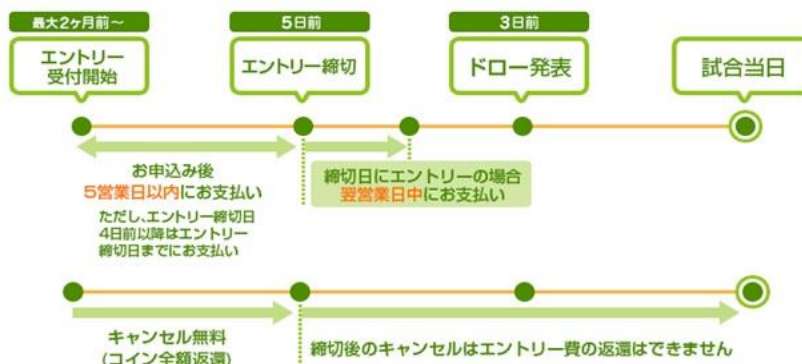 最大2ヶ月前～
エントリー
受付開始
5日前
エントリー締切
3日前
ドロー発表
試合当日
お申込み後
5営業日以内にお支払い
ただし、エントリー締切日
4日前以降はエントリー
締切日までにお支払い
締切日にエントリーの場合
翌営業日中にお支払い
キャンセル無料
(コイン全額返還)
締切後のキャンセルはエントリー費の返還はできません